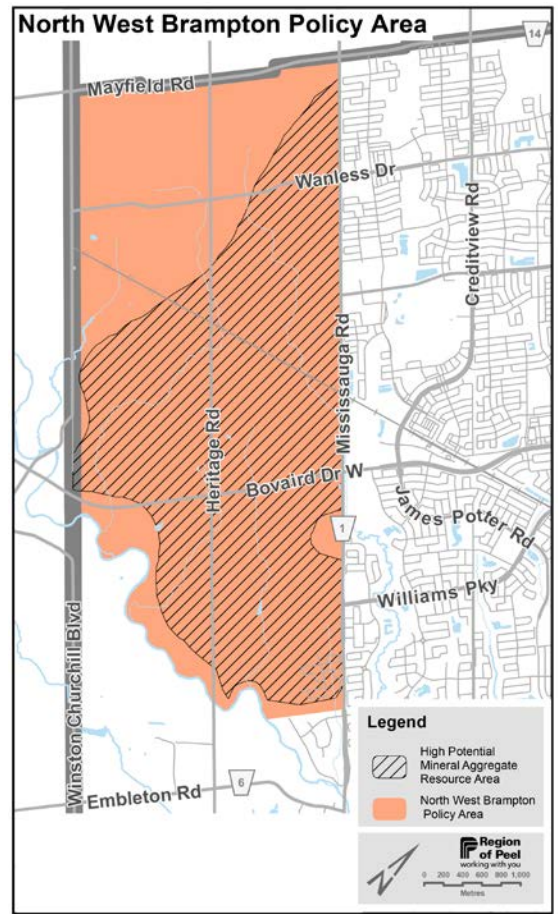 North West Brampton Policy Area
14
Mayfield Rd
Wanless Dr
Creditview Rd
Mississauga Rd
Heritage Rd
Bovaird Dr W
James Potter Rd
1
Williams Pky
Winston Churchill Blvd
Embleton Rd
6
Legend
High Potential
Mineral Aggregate
Resource Area
North West Brampton
Policy Area
Region
of Peel
working with you
0 200 400 600 800 1,000
Metres